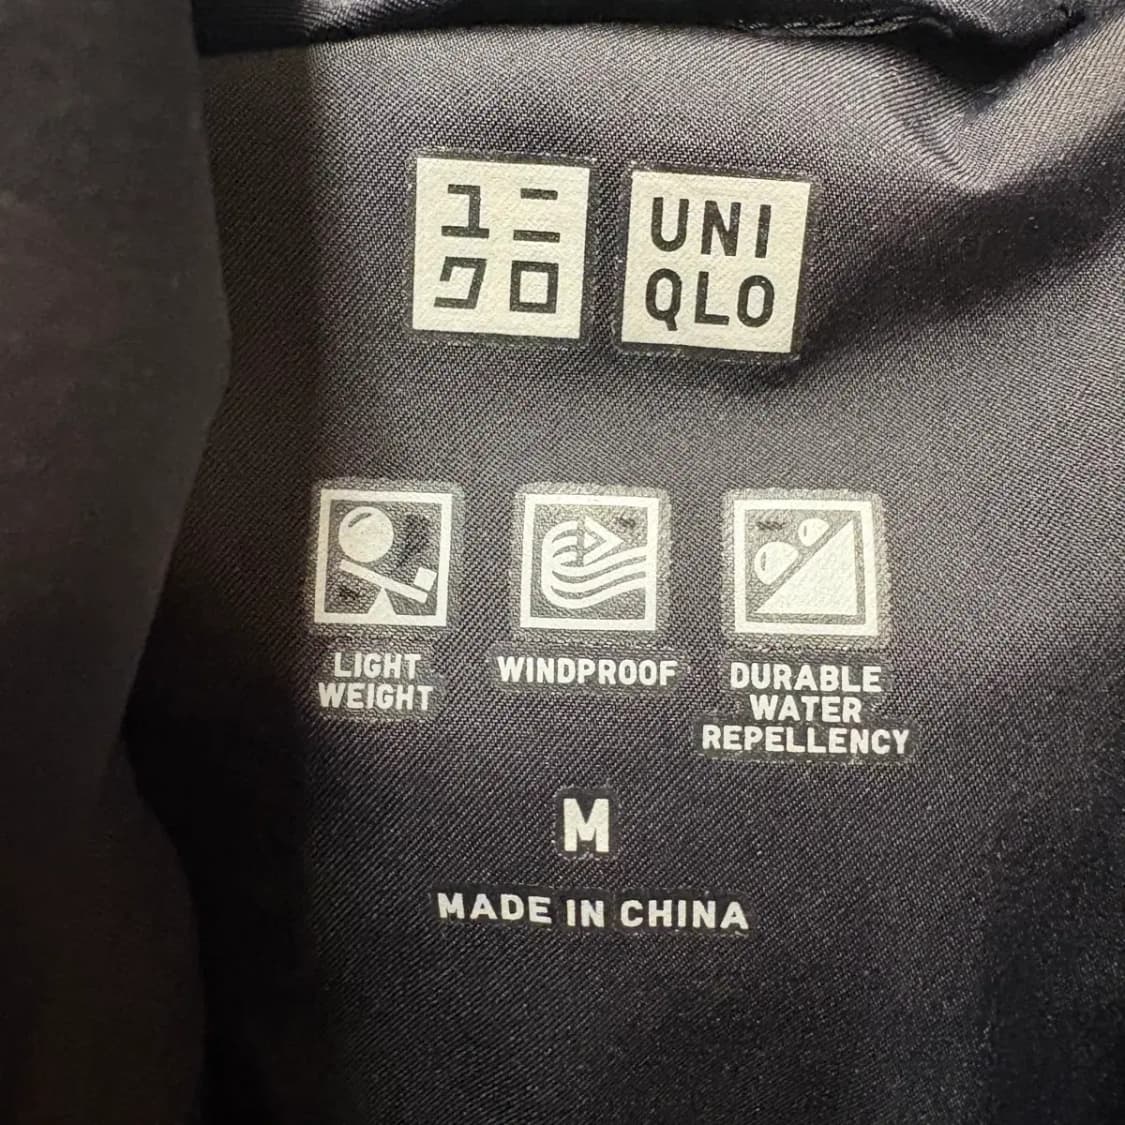 ユニ
クロ
UNI
QLO
LIGHT
WEIGHT
WINDPROOF
DURABLE
WATER
REPELLENCY
M
MADE IN CHINA